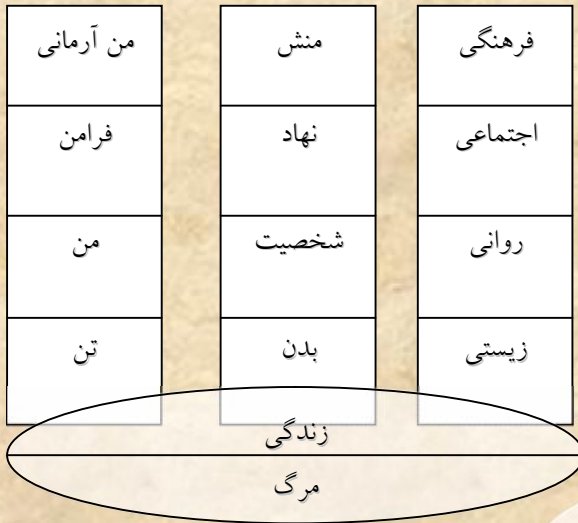 فرهنگی منش من آرمانی
اجتماعی نهاد فرامن
روانی شخصیت من
زیستی بدن تن
زندگی
مرگ